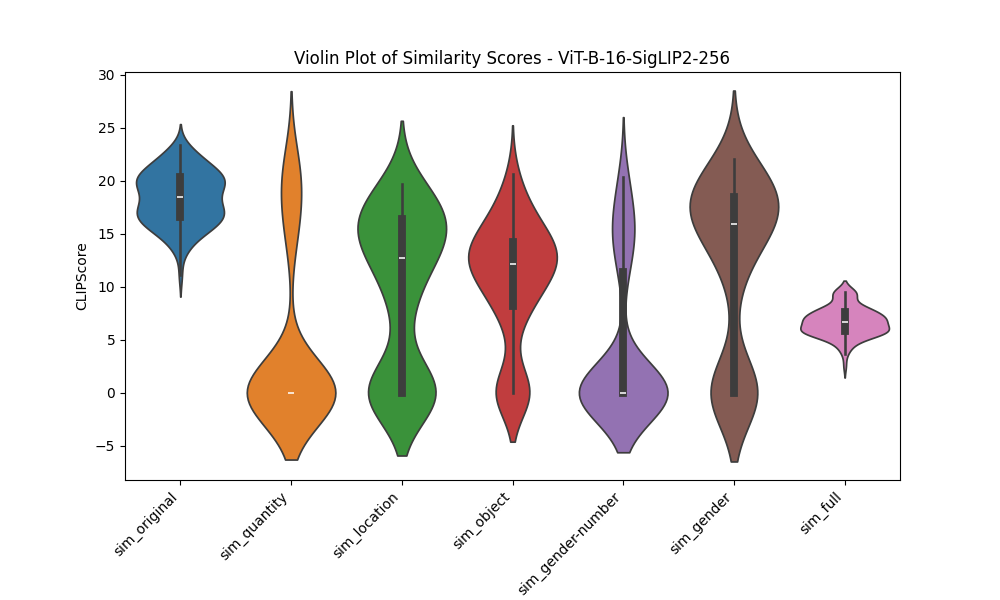 Violin Plot of Similarity Scores - ViT-B-16-SigLIP2-256
CLIPScore
30
25
20
15
10
5
0
−5
sim_original
sim_quantity
sim_location
sim_object
sim_gender-number
sim_gender
sim_full